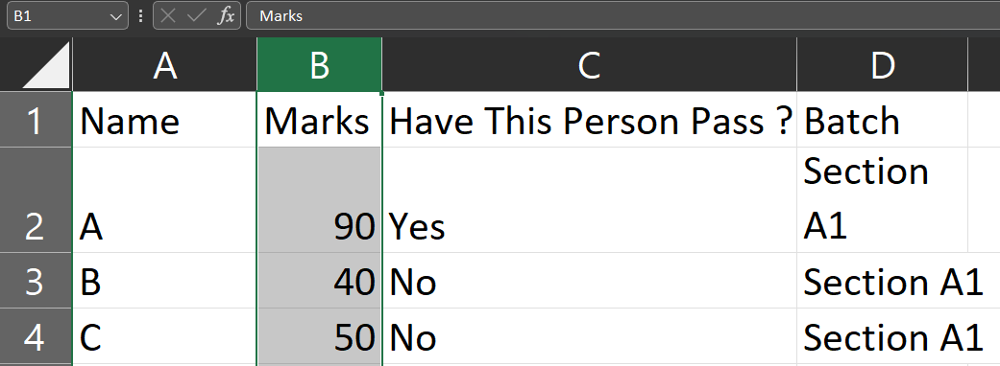 B1 fx Marks
A B C D
1 Name Marks Have This Person Pass ? Batch
Section
2 A 90 Yes A1
3 B 40 No Section A1
4 C 50 No Section A1